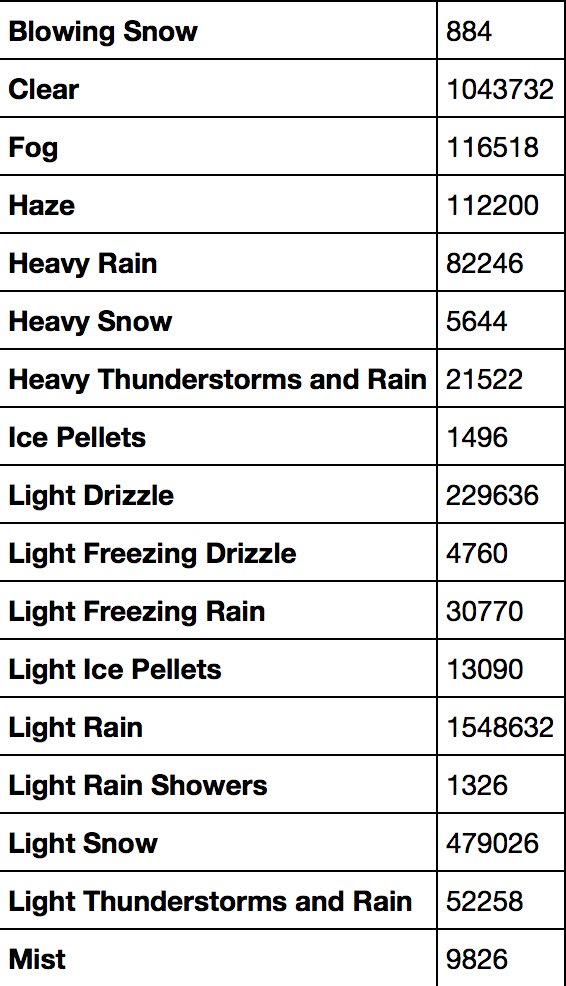 Blowing Snow 884
Clear 1043732
Fog 116518
Haze 112200
Heavy Rain 82246
Heavy Snow 5644
Heavy Thunderstorms and Rain 21522
Ice Pellets 1496
Light Drizzle 229636
Light Freezing Drizzle 4760
Light Freezing Rain 30770
Light Ice Pellets 13090
Light Rain 1548632
Light Rain Showers 1326
Light Snow 479026
Light Thunderstorms and Rain 52258
Mist 9826